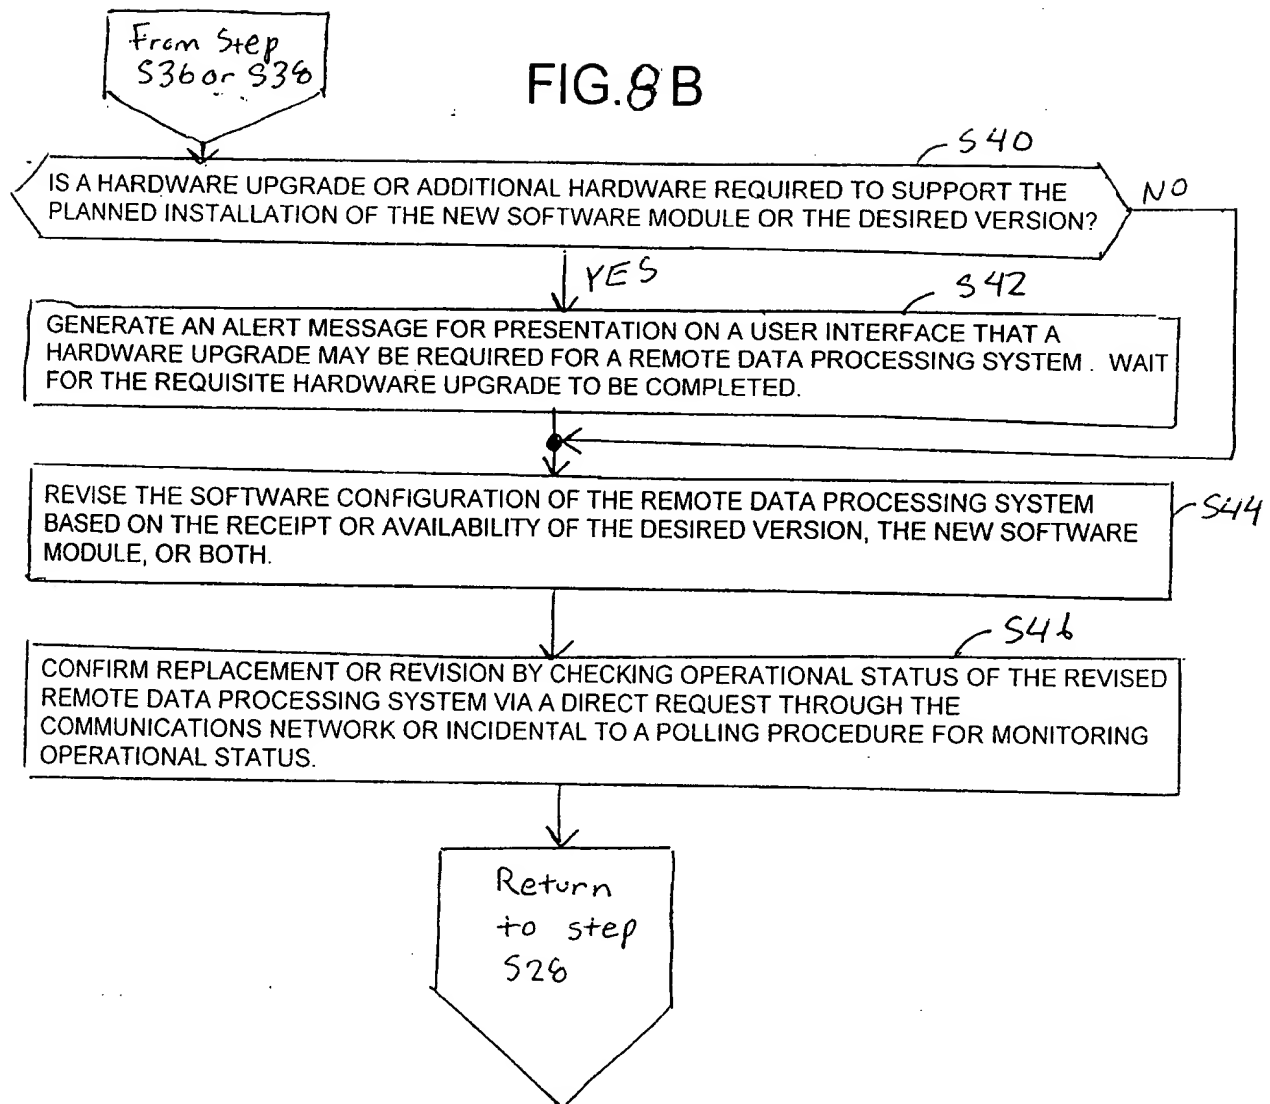 From Step
S36 or S38
FIG. 8B
S40
IS A HARDWARE UPGRADE OR ADDITIONAL HARDWARE REQUIRED TO SUPPORT THE
PLANNED INSTALLATION OF THE NEW SOFTWARE MODULE OR THE DESIRED VERSION?
NO
YES
S42
GENERATE AN ALERT MESSAGE FOR PRESENTATION ON A USER INTERFACE THAT A
HARDWARE UPGRADE MAY BE REQUIRED FOR A REMOTE DATA PROCESSING SYSTEM. WAIT
FOR THE REQUISITE HARDWARE UPGRADE TO BE COMPLETED.
REVISE THE SOFTWARE CONFIGURATION OF THE REMOTE DATA PROCESSING SYSTEM
BASED ON THE RECEIPT OR AVAILABILITY OF THE DESIRED VERSION, THE NEW SOFTWARE
MODULE, OR BOTH.
S44
S46
CONFIRM REPLACEMENT OR REVISION BY CHECKING OPERATIONAL STATUS OF THE REVISED
REMOTE DATA PROCESSING SYSTEM VIA A DIRECT REQUEST THROUGH THE
COMMUNICATIONS NETWORK OR INCIDENTAL TO A POLLING PROCEDURE FOR MONITORING
OPERATIONAL STATUS.
Return
to step
S28